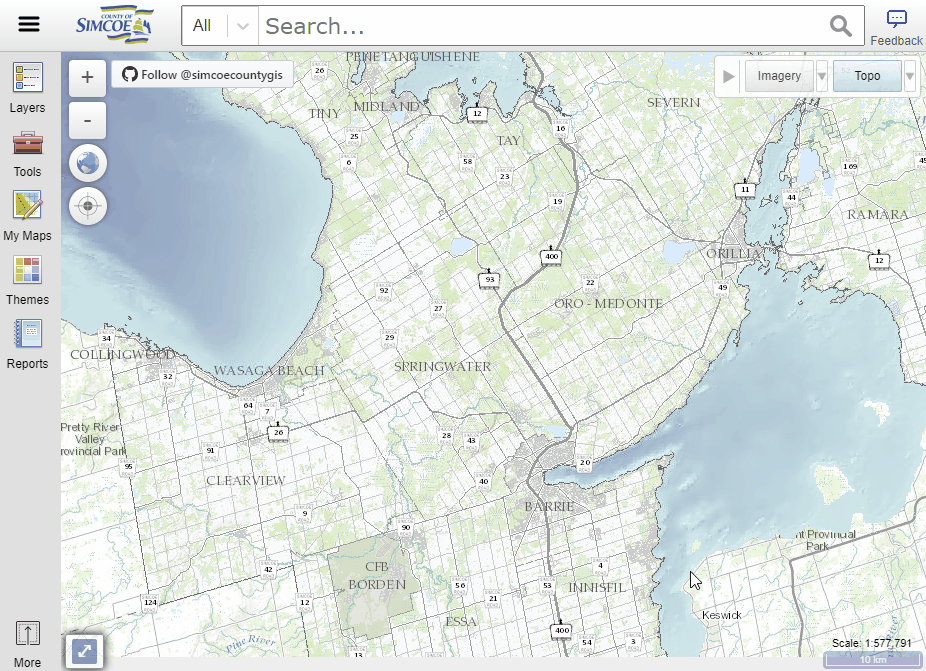 COUNTY OF
SIMCOE
All
Search...
Feedback
Layers
Tools
My Maps
Themes
Reports
More
+
-
Follow @simcoecountygis
Imagery
Topo
PENETANGUISHENE
26
TINY
MIDLAND
12
SEVERN
25
16
TAY
6
58
23
169
11
44
19
RAMARA
400
ORILLIA
12
93
22
49
92
27
ORO - MEDONTE
34
29
COLLINGWOOD
32
WASAGA BEACH
SPRINGWATER
64
7
26
Pretty River
Valley
rovincial Park
28
43
91
95
20
CLEARVIEW
40
BARRIE
9
90
nt Provincial
Park
42
CFB
BORDEN
4
56
53
INNISFIL
124
12
21
Keswick
ESSA
400
54
3
Pine River
13
Scale: 1:577,791
10 km